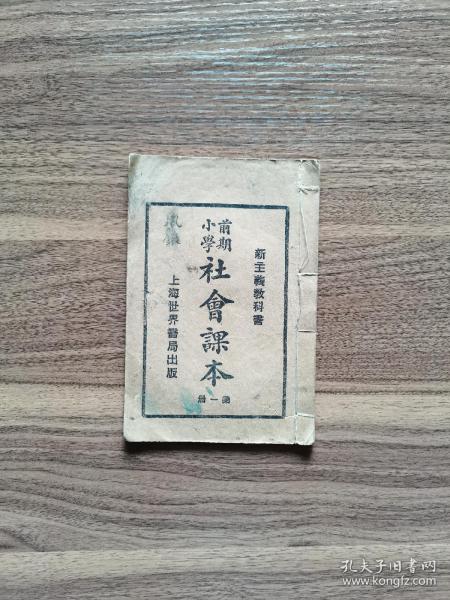 新主義教科書
前期
小學
社會課本
第一册
上海世界書局出版
孔夫子旧书网
www.kongfz.com